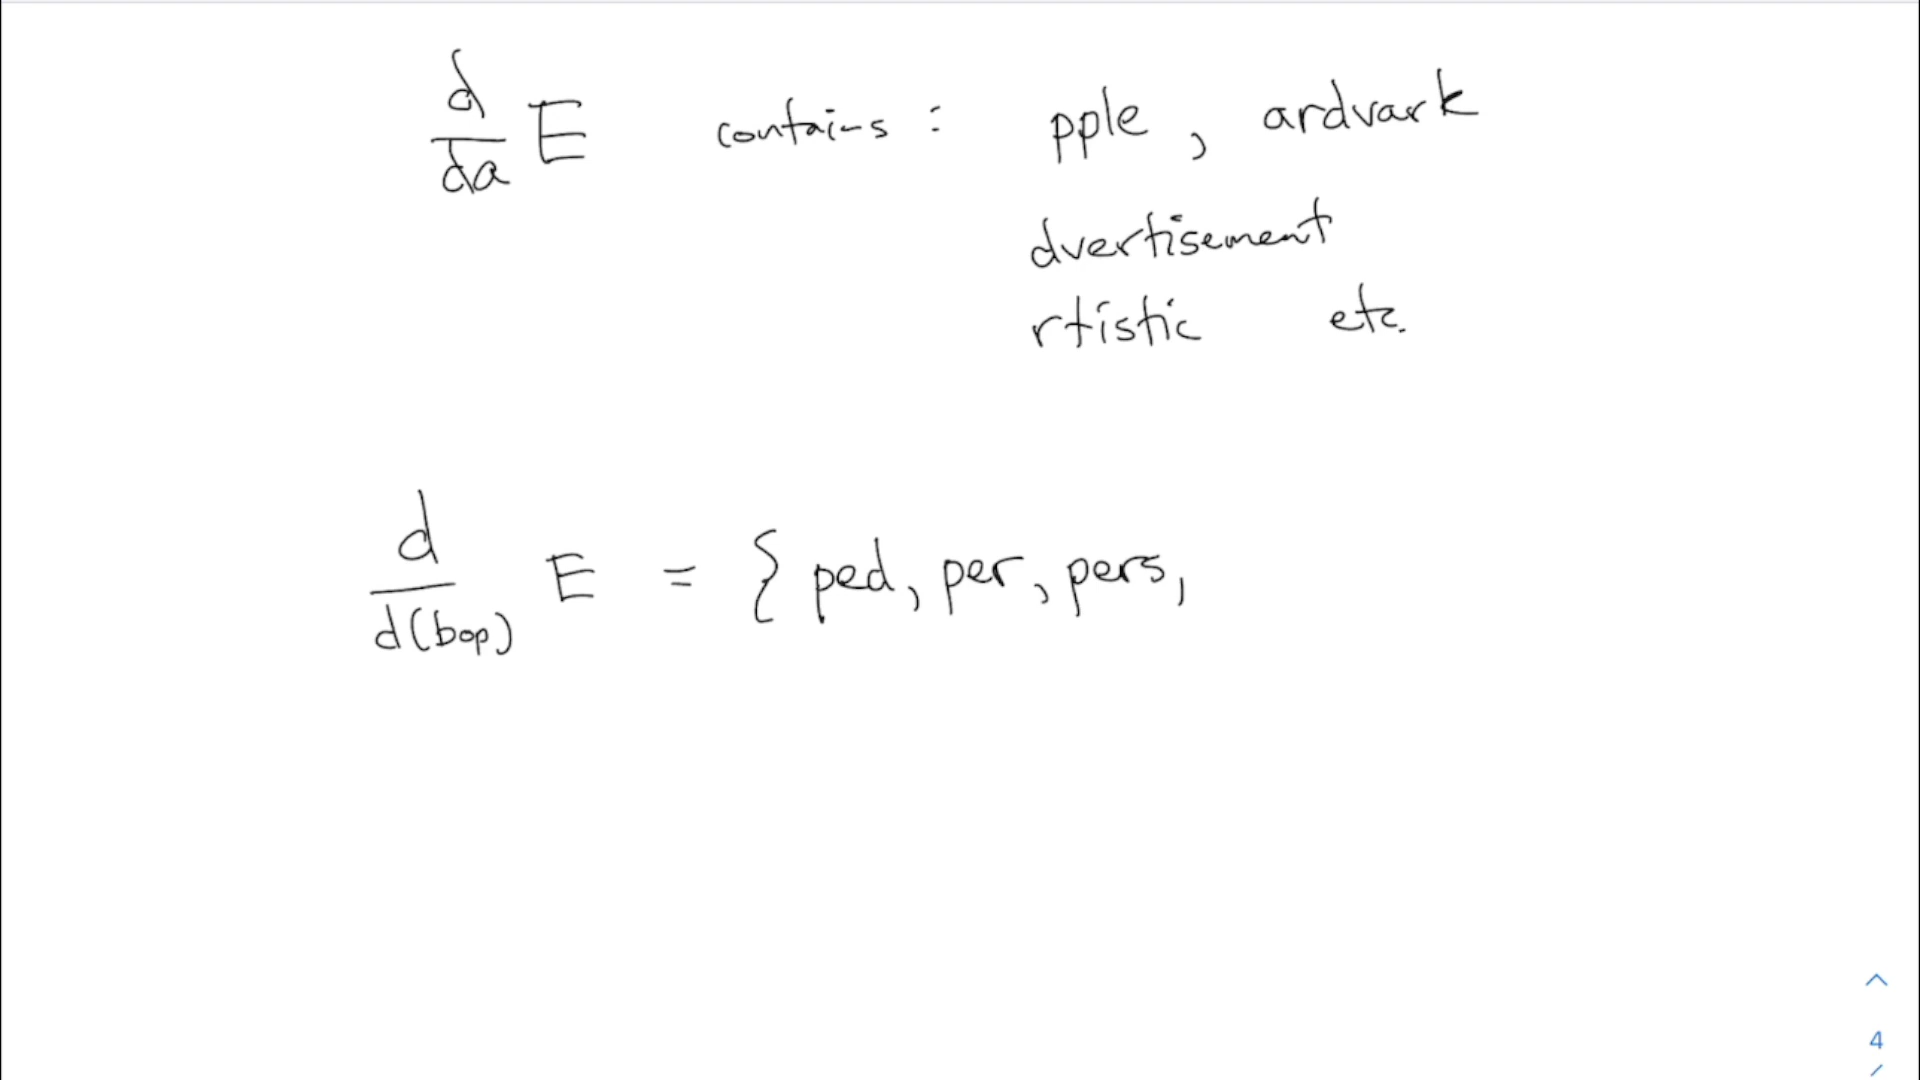 d
da E contains : pple , ardvark
dvertisement
rtistic etc.
d
d(bop) E = { ped, per, pers,
4